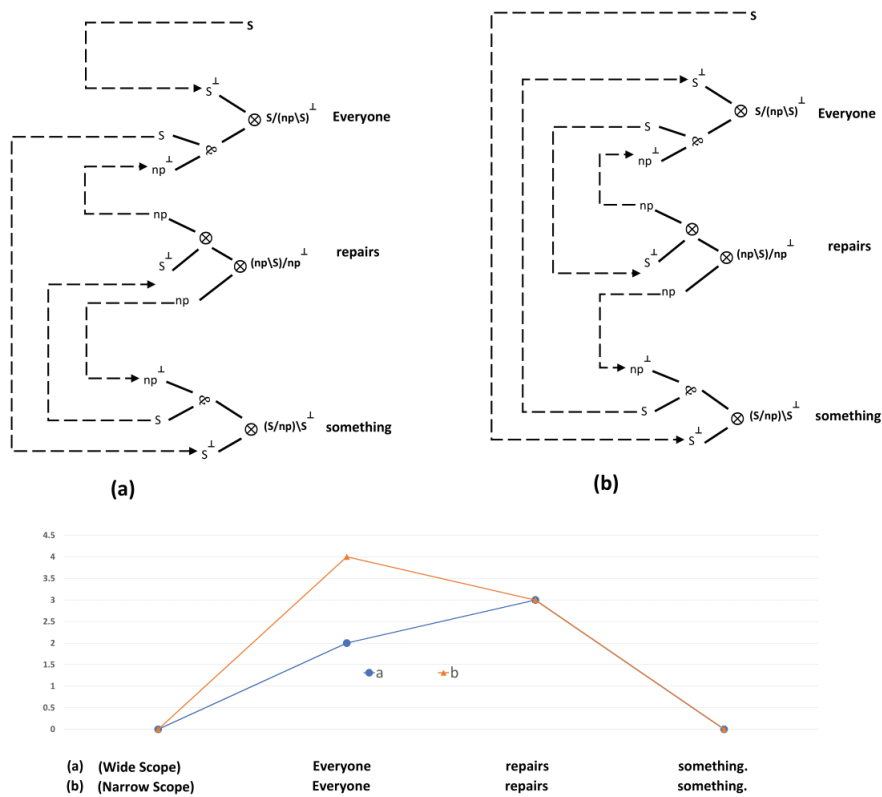 S
S⊥
⊗ S/(np\S)⊥ Everyone
S
⅋
np⊥
np
⊗
S⊥
⊗ (np\S)/np⊥ repairs
np
np⊥
⅋
S
⊗ (S/np)\S⊥ something
S⊥
(a)
S
S⊥
⊗ S/(np\S)⊥ Everyone
S
⅋
np⊥
np
⊗
S⊥
⊗ (np\S)/np⊥ repairs
np
np⊥
⅋
S
⊗ (S/np)\S⊥ something
S⊥
(b)
4.5
4
3.5
3
2.5
2
1.5
1
0.5
0
a b
(a) (Wide Scope) Everyone repairs something.
(b) (Narrow Scope) Everyone repairs something.